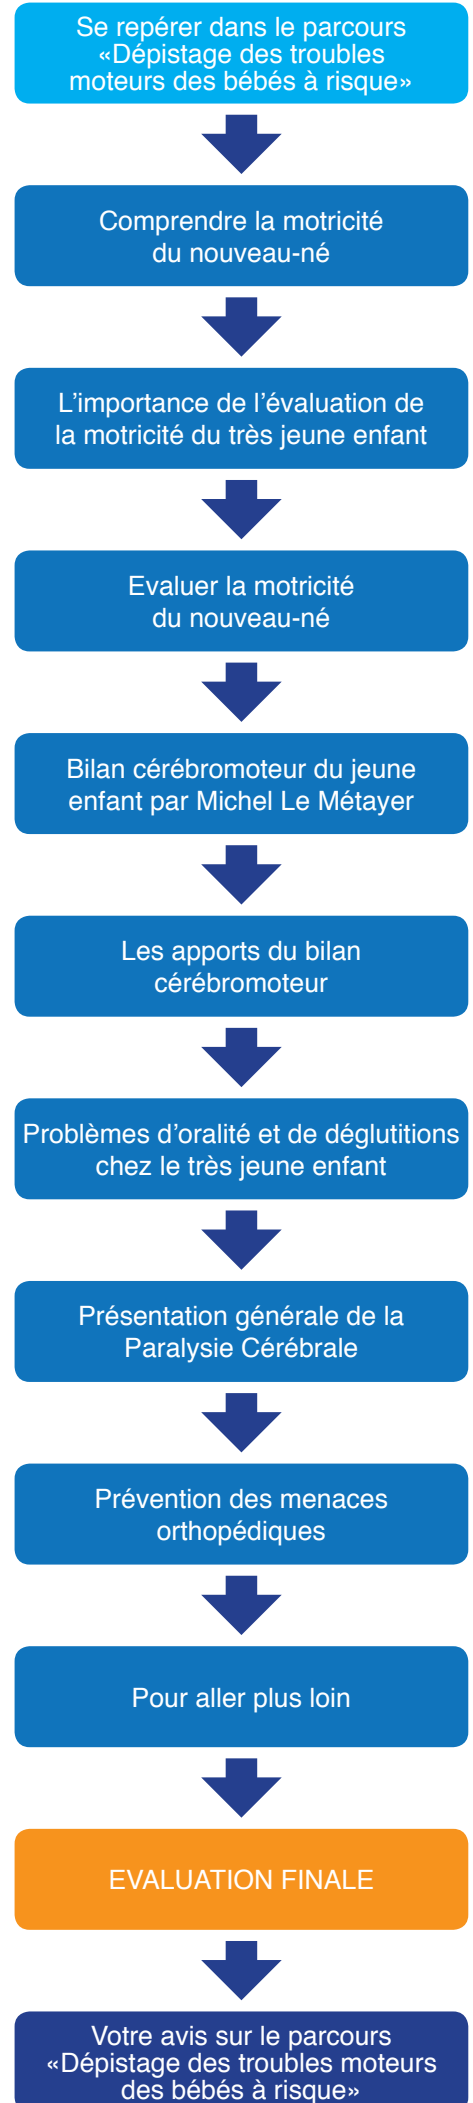 Se repérer dans le parcours
«Dépistage des troubles
moteurs des bébés à risque»
Comprendre la motricité
du nouveau-né
L’importance de l’évaluation de
la motricité du très jeune enfant
Evaluer la motricité
du nouveau-né
Bilan cérébromoteur du jeune
enfant par Michel Le Métayer
Les apports du bilan
cérébromoteur
Problèmes d’oralité et de déglutitions
chez le très jeune enfant
Présentation générale de la
Paralysie Cérébrale
Prévention des menaces
orthopédiques
Pour aller plus loin
EVALUATION FINALE
Votre avis sur le parcours
«Dépistage des troubles moteurs
des bébés à risque»